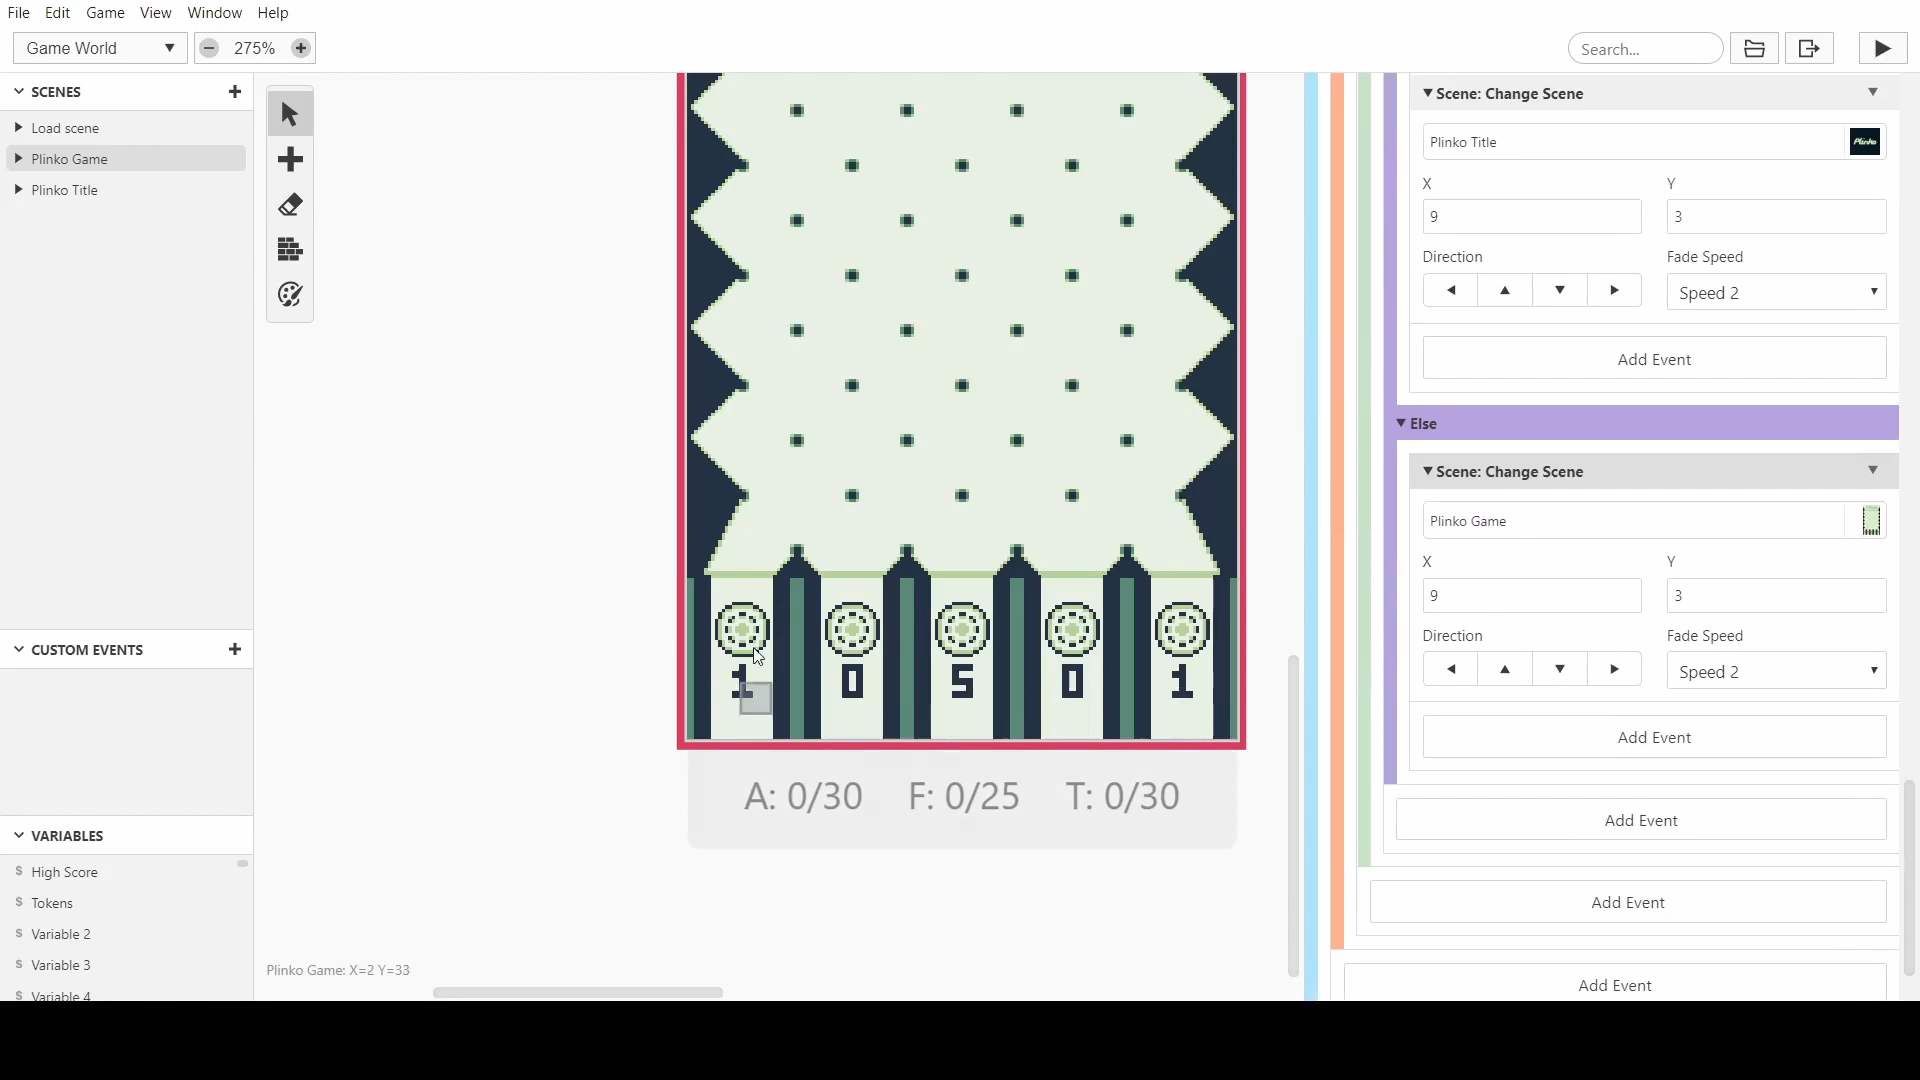 File Edit Game View Window Help
Game World 275% Search...
SCENES
Load scene
Plinko Game
Plinko Title
CUSTOM EVENTS
VARIABLES
$ High Score
$ Tokens
$ Variable 2
$ Variable 3
$ Variable 4
1 0 5 0 1
A: 0/30 F: 0/25 T: 0/30
Plinko Game: X=2 Y=33
Scene: Change Scene
Plinko Title Plinko
X Y
9 3
Direction Fade Speed
Speed 2
Add Event
Else
Scene: Change Scene
Plinko Game
X Y
9 3
Direction Fade Speed
Speed 2
Add Event
Add Event
Add Event
Add Event